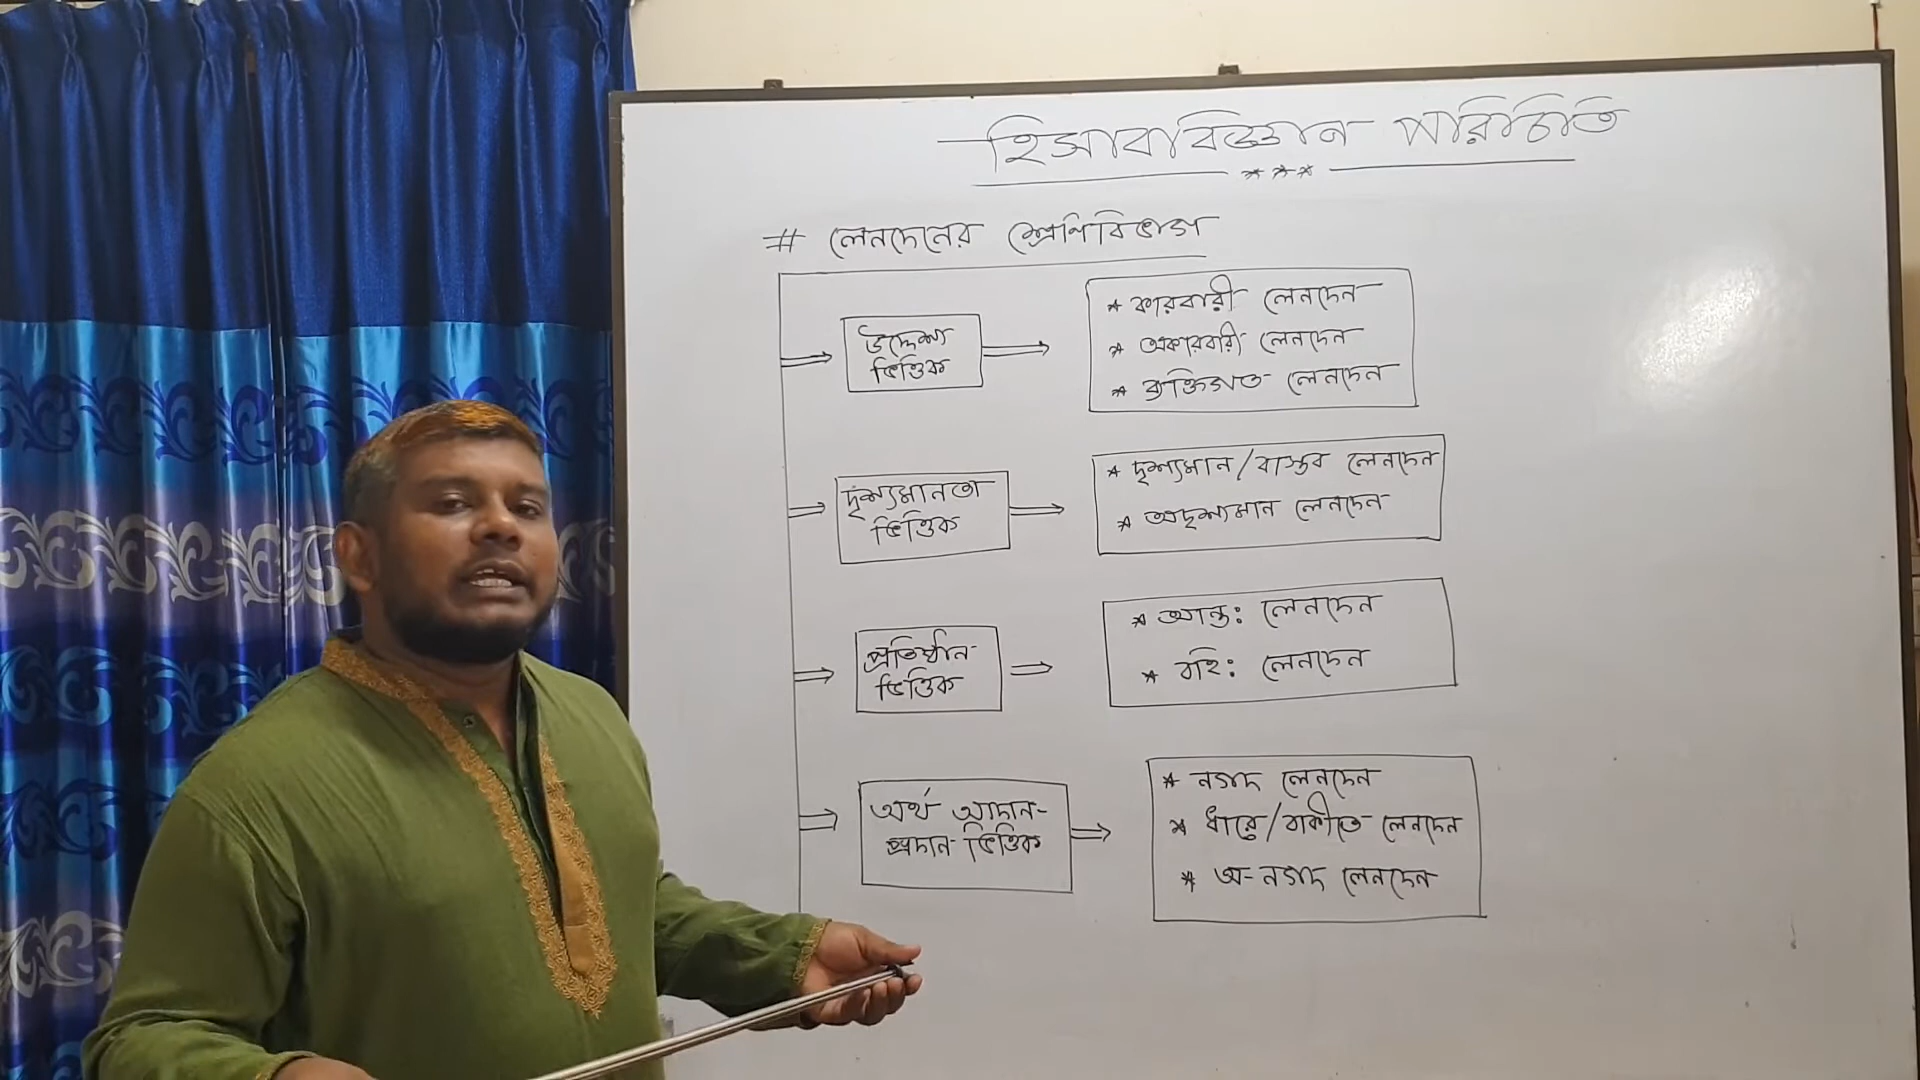 হিসাববিজ্ঞান পরিচিতি
***
# লেনদেনের শ্রেণিবিভাগ
উদ্দেশ্য
ভিত্তিক
* কারবারী লেনদেন
* অকারবারী লেনদেন
* ব্যক্তিগত লেনদেন
দৃশ্যমানতা
ভিত্তিক
* দৃশ্যমান/বাস্তব লেনদেন
* অদৃশ্যমান লেনদেন
প্রতিষ্ঠান
ভিত্তিক
* আন্ত: লেনদেন
* বহি: লেনদেন
অর্থ আদান-
প্রদান ভিত্তিক
* নগদ লেনদেন
* ধারে/বাকীতে লেনদেন
* অ-নগদ লেনদেন